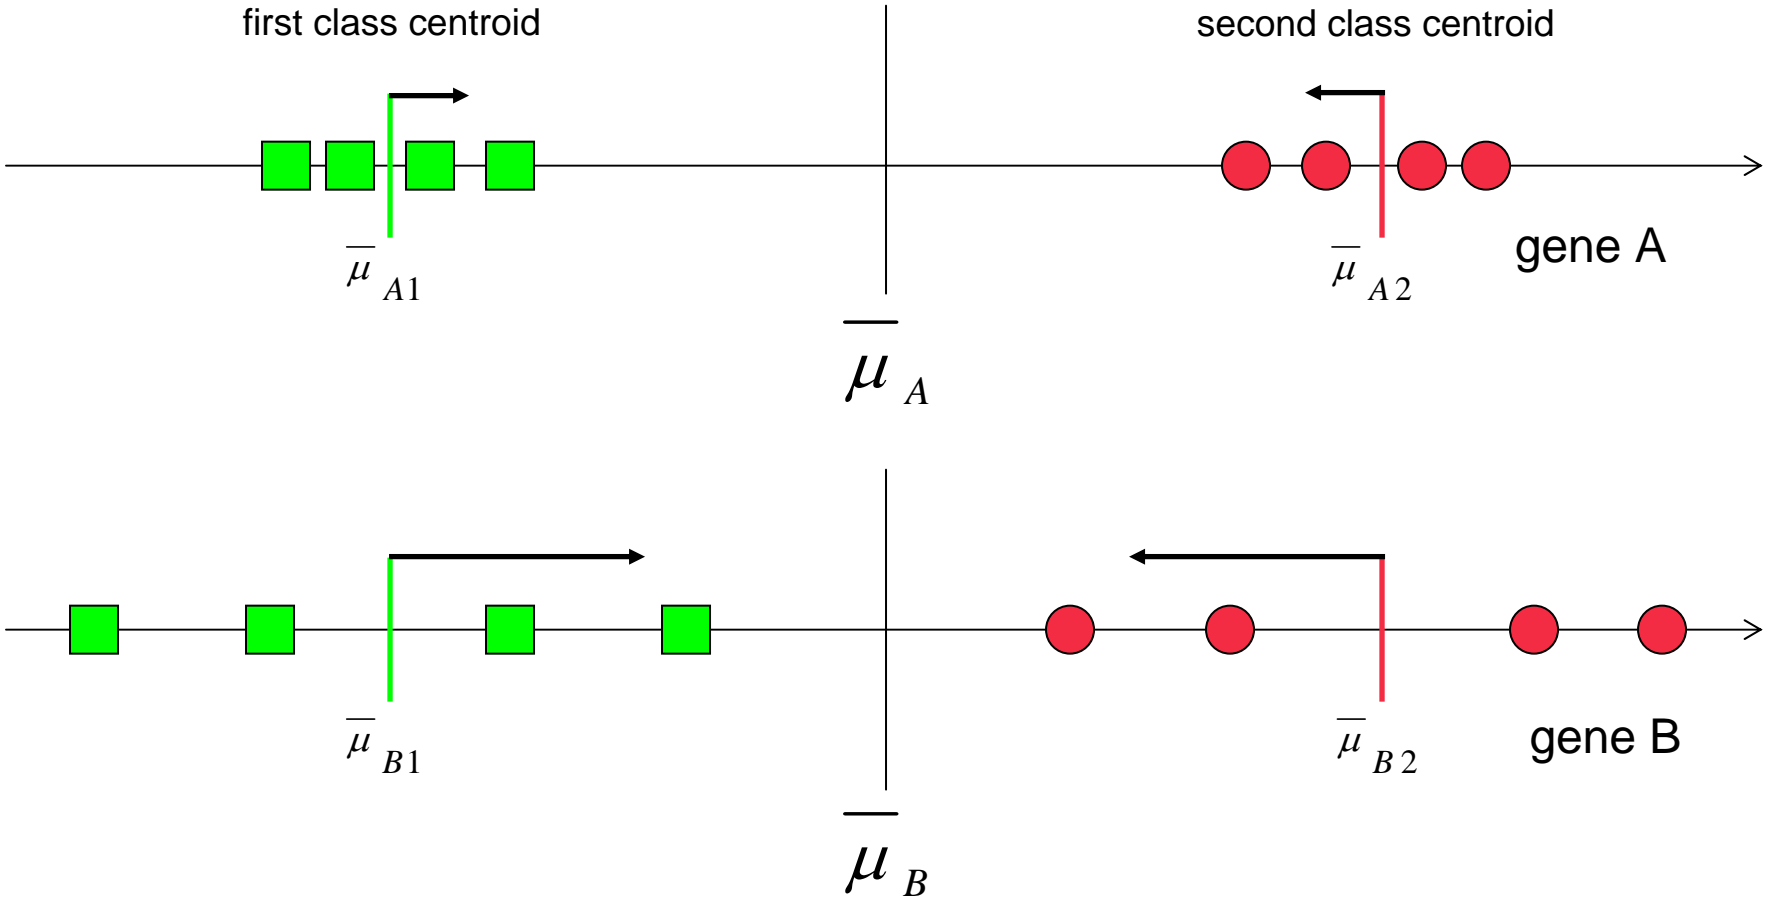 first class centroid
second class centroid
μ̅ A1
μ̅ A2
gene A
μ̅ A
μ̅ B1
μ̅ B2
gene B
μ̅ B